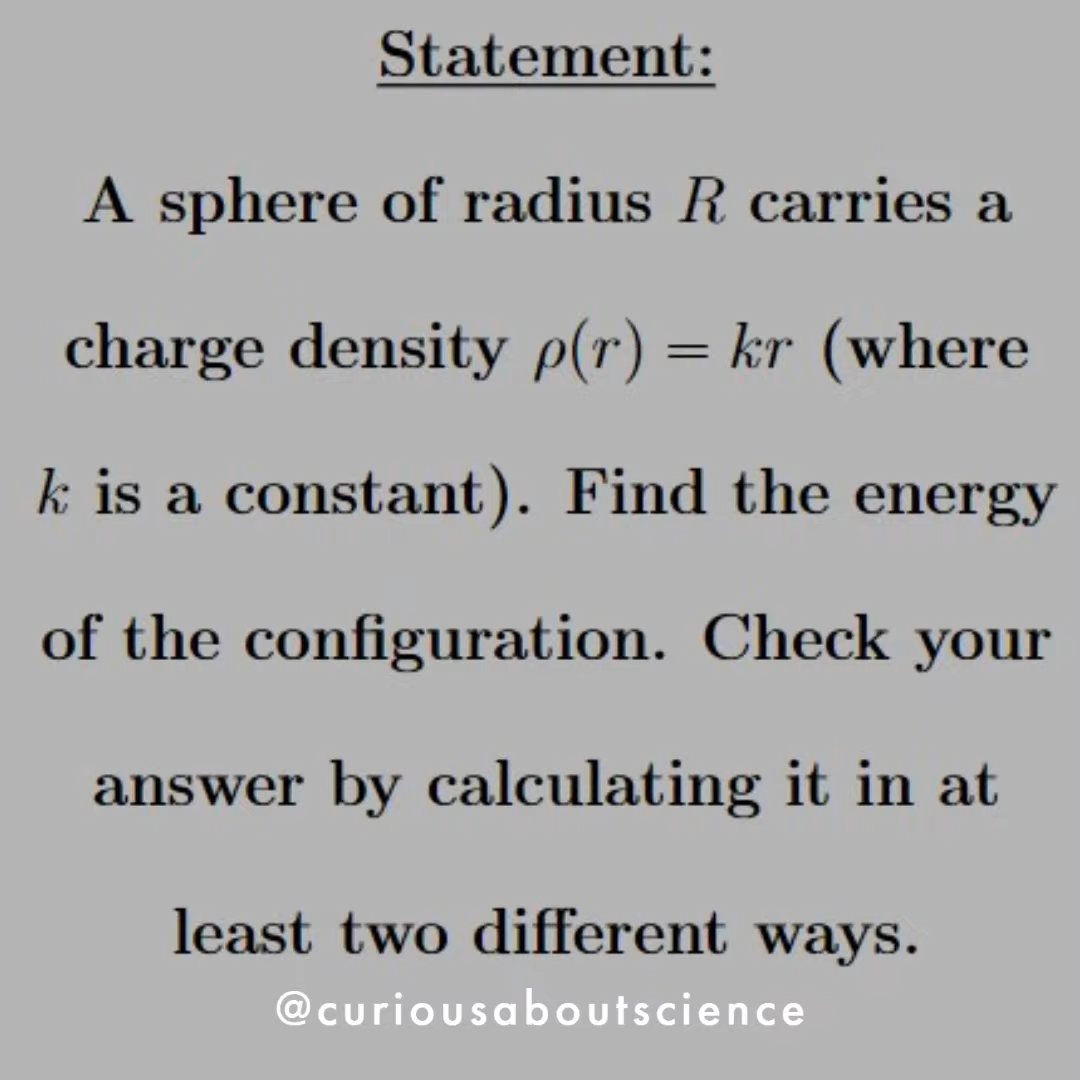 Statement:
A sphere of radius R carries a
charge density ρ(r) = kr (where
k is a constant). Find the energy
of the configuration. Check your
answer by calculating it in at
least two different ways.
@curiousaboutscience